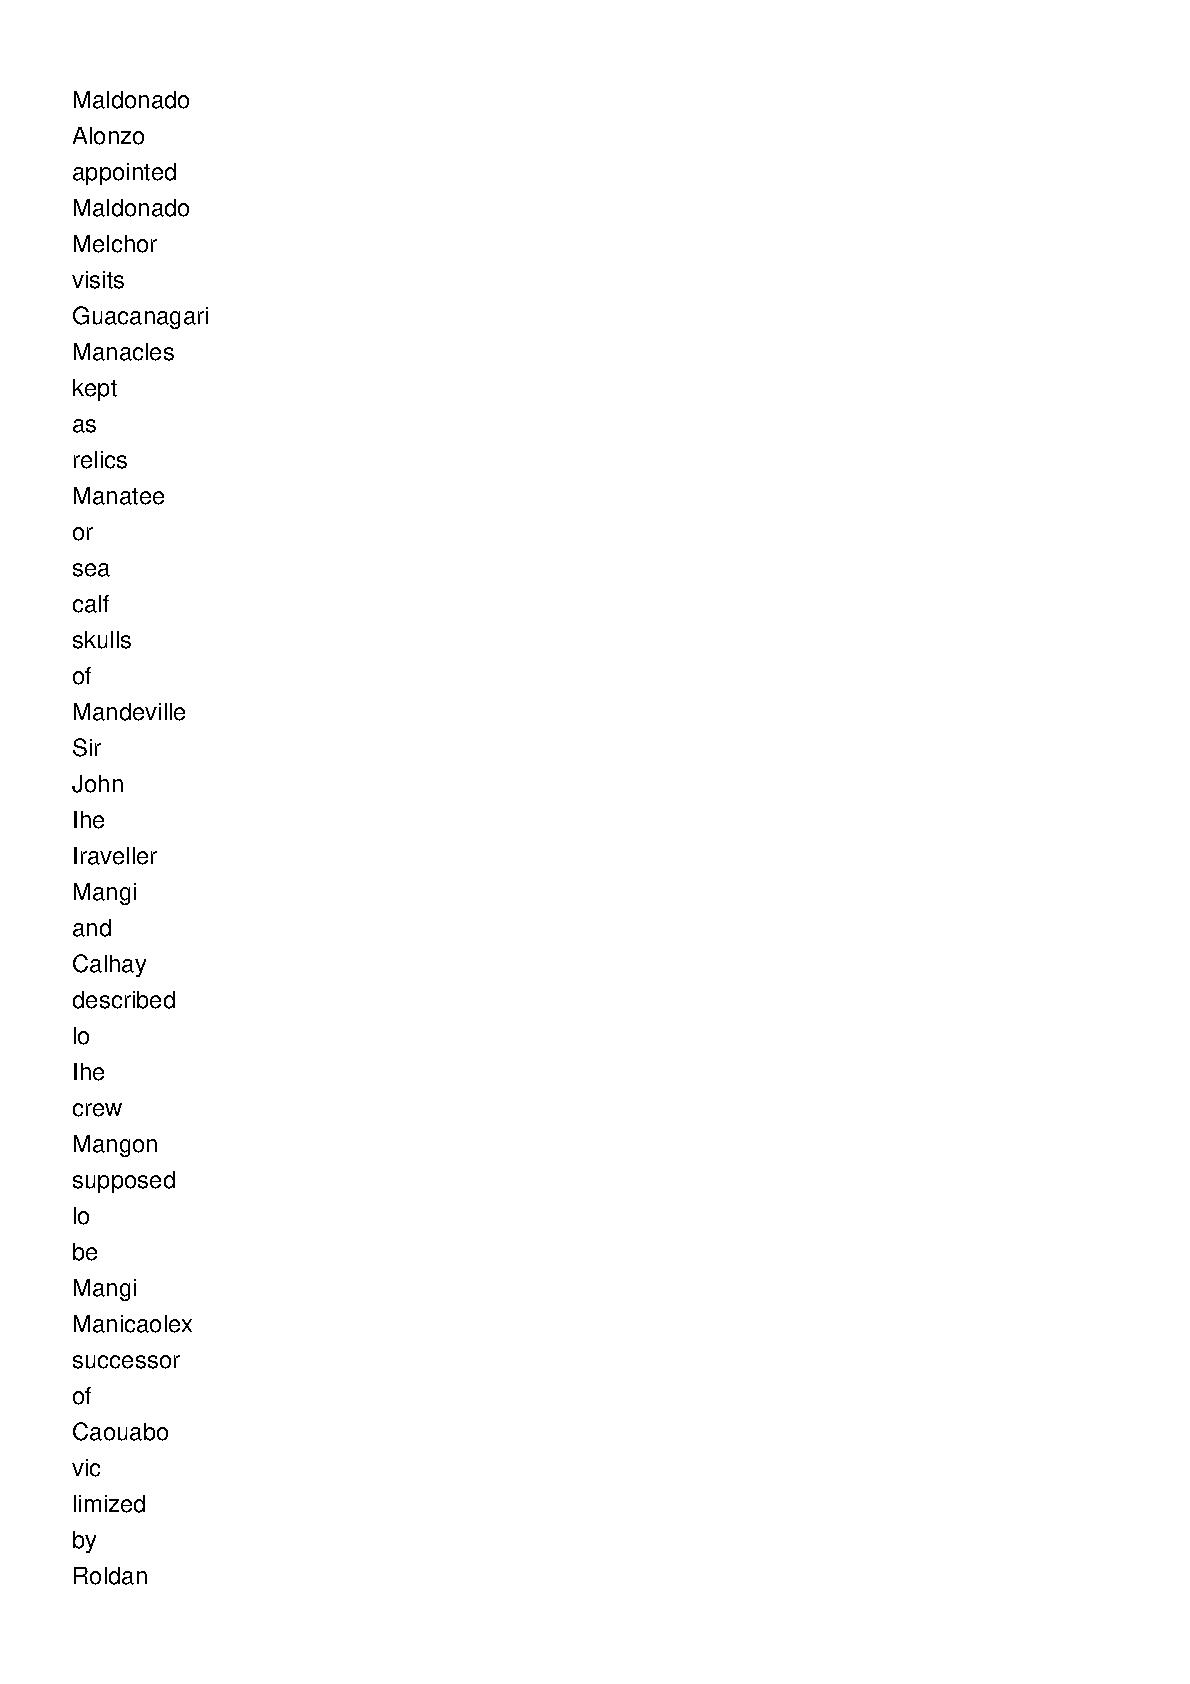 Maldonado
Alonzo
appointed
Maldonado
Melchor
visits
Guacanagari
Manacles
kept
as
relics
Manatee
or
sea
calf
skulls
of
Mandeville
Sir
John
Ihe
Iraveller
Mangi
and
Calhay
described
lo
Ihe
crew
Mangon
supposed
lo
be
Mangi
Manicaolex
successor
of
Caouabo
vic
limized
by
Roldan